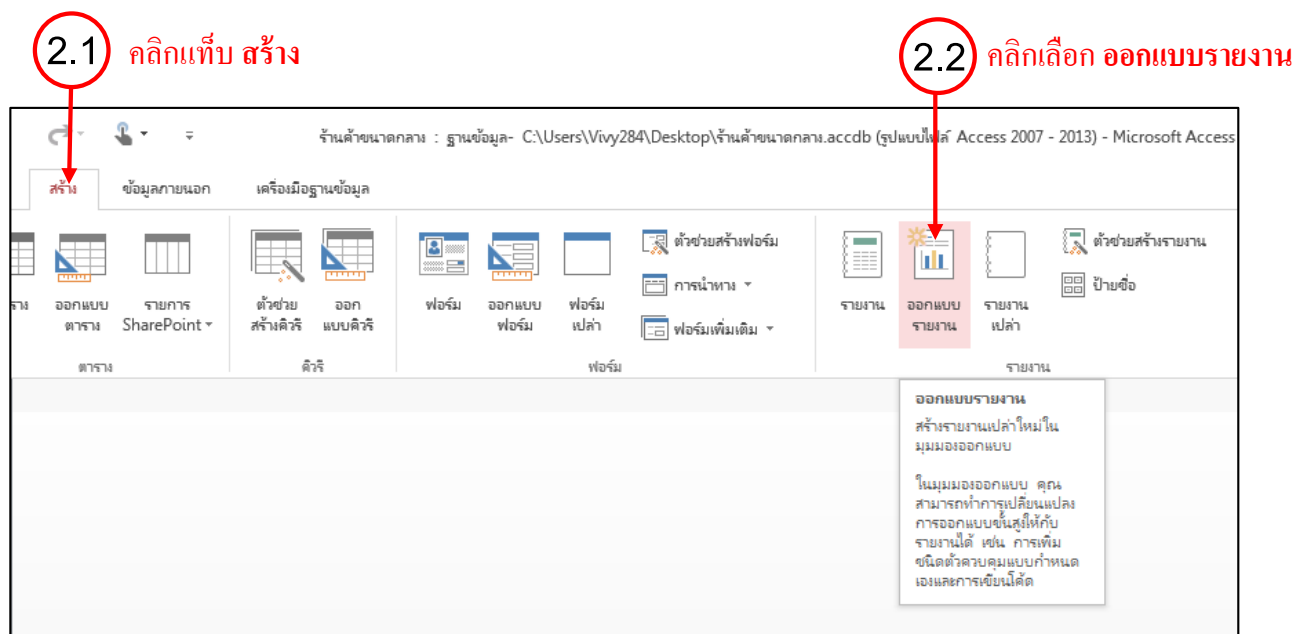 2.1 คลิกแท็บ สร้าง
2.2 คลิกเลือก ออกแบบรายงาน
ร้านค้าขนาดกลาง : ฐานข้อมูล- C:\Users\Vivy284\Desktop\ร้านค้าขนาดกลาง.accdb (รูปแบบไฟล์ Access 2007 - 2013) - Microsoft Access
สร้าง ข้อมูลภายนอก เครื่องมือฐานข้อมูล
ออกแบบ
ตาราง
รายการ
SharePoint
ตัวช่วย
สร้างคิวรี
ออก
แบบคิวรี
ฟอร์ม
ออกแบบ
ฟอร์ม
ฟอร์ม
เปล่า
ตัวช่วยสร้างฟอร์ม
การนำทาง
ฟอร์มเพิ่มเติม
รายงาน
ออกแบบ
รายงาน
รายงาน
เปล่า
ตัวช่วยสร้างรายงาน
ป้ายชื่อ
ตาราง คิวรี ฟอร์ม รายงาน
ออกแบบรายงาน
สร้างรายงานเปล่าใหม่ใน
มุมมองออกแบบ
ในมุมมองออกแบบ คุณ
สามารถทำการเปลี่ยนแปลง
การออกแบบขั้นสูงให้กับ
รายงานได้ เช่น การเพิ่ม
ชนิดตัวควบคุมแบบกำหนด
เองและการเขียนโค้ด